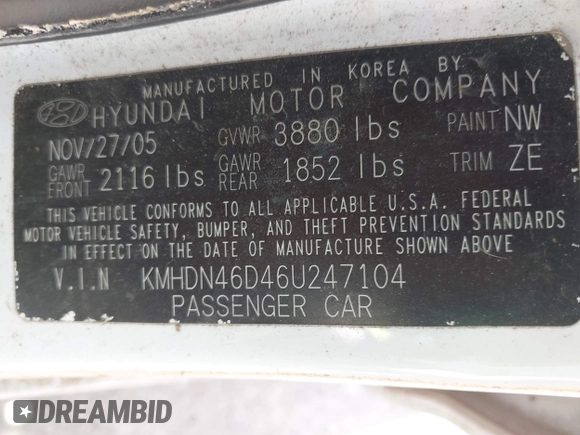 MANUFACTURED IN KOREA BY
HYUNDAI MOTOR COMPANY
NOV/27/05 GVWR 3880 lbs PAINT NW
GAWR FRONT 2116 lbs GAWR REAR 1852 lbs TRIM ZE
THIS VEHICLE CONFORMS TO ALL APPLICABLE U.S.A. FEDERAL
MOTOR VEHICLE SAFETY, BUMPER, AND THEFT PREVENTION STANDARDS
IN EFFECT ON THE DATE OF MANUFACTURE SHOWN ABOVE
V.I.N KMHDN46D46U247104
PASSENGER CAR
DREAMBID